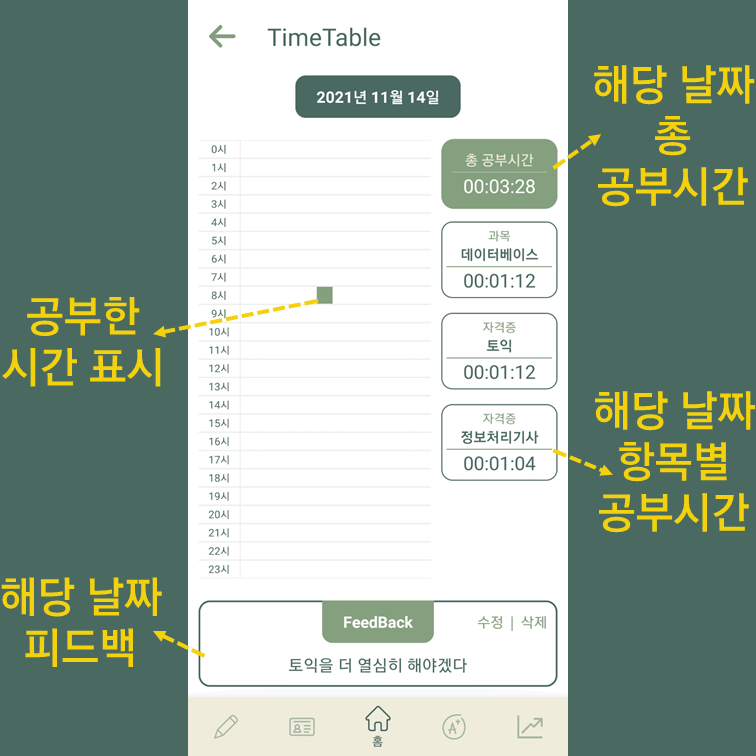 TimeTable
2021년 11월 14일
0시
1시
2시
3시
4시
5시
6시
7시
8시
9시
10시
11시
12시
13시
14시
15시
16시
17시
18시
19시
20시
21시
22시
23시
총 공부시간
00:03:28
과목
데이터베이스
00:01:12
자격증
토익
00:01:12
자격증
정보처리기사
00:01:04
FeedBack
수정 | 삭제
토익을 더 열심히 해야겠다
홈
A+
해당 날짜
총
공부시간
공부한
시간 표시
해당 날짜
항목별
공부시간
해당 날짜
피드백